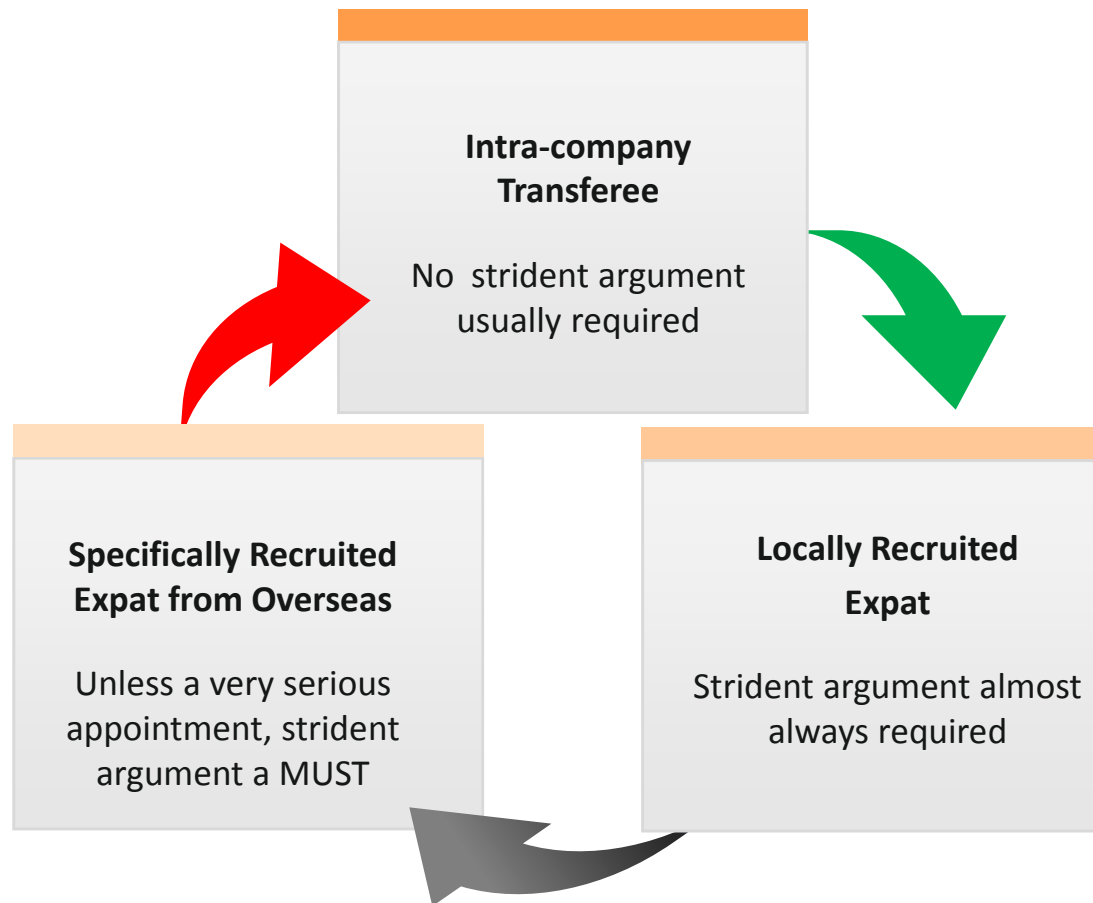 Intra-company
Transferee
No  strident argument
usually required
Specifically Recruited
Expat from Overseas
Unless a very serious
appointment, strident
argument a MUST
Locally Recruited
Expat
Strident argument almost
always required